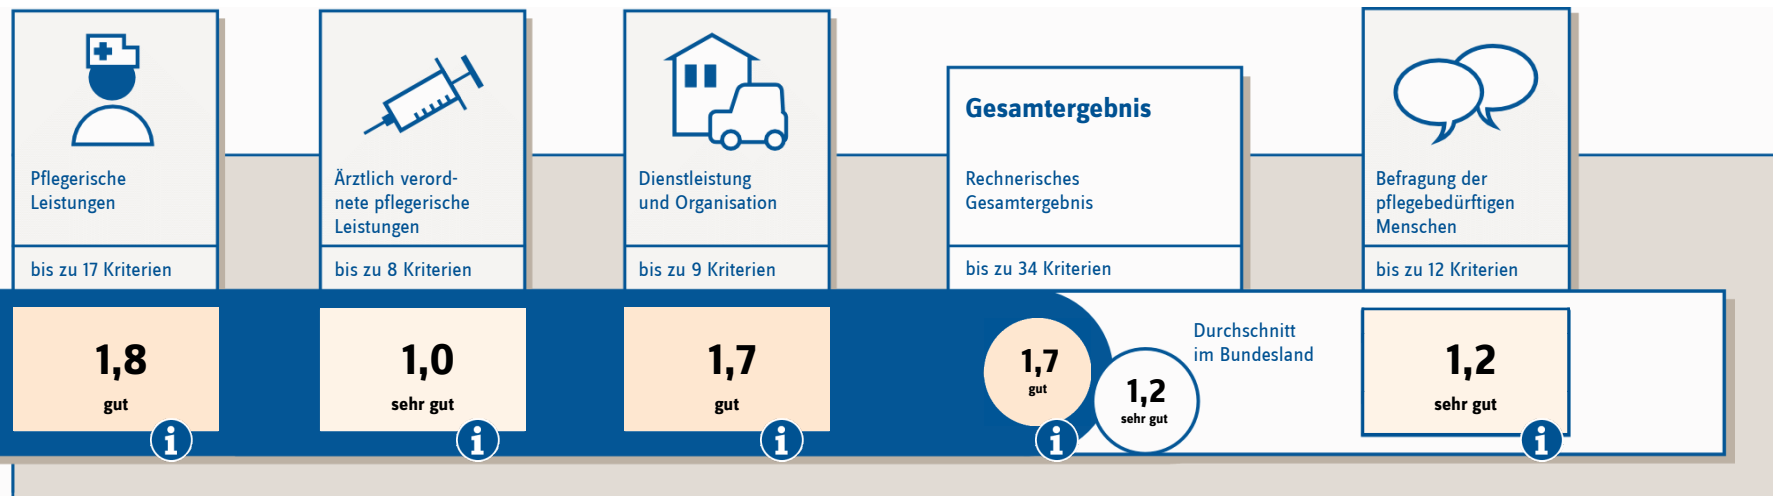 Pflegerische
Leistungen
bis zu 17 Kriterien
1,8
gut
i
Ärztlich verord-
nete pflegerische
Leistungen
bis zu 8 Kriterien
1,0
sehr gut
i
Dienstleistung
und Organisation
bis zu 9 Kriterien
1,7
gut
i
Gesamtergebnis
Rechnerisches
Gesamtergebnis
bis zu 34 Kriterien
1,7
gut
i
1,2
sehr gut
Durchschnitt
im Bundesland
Befragung der
pflegebedürftigen
Menschen
bis zu 12 Kriterien
1,2
sehr gut
i